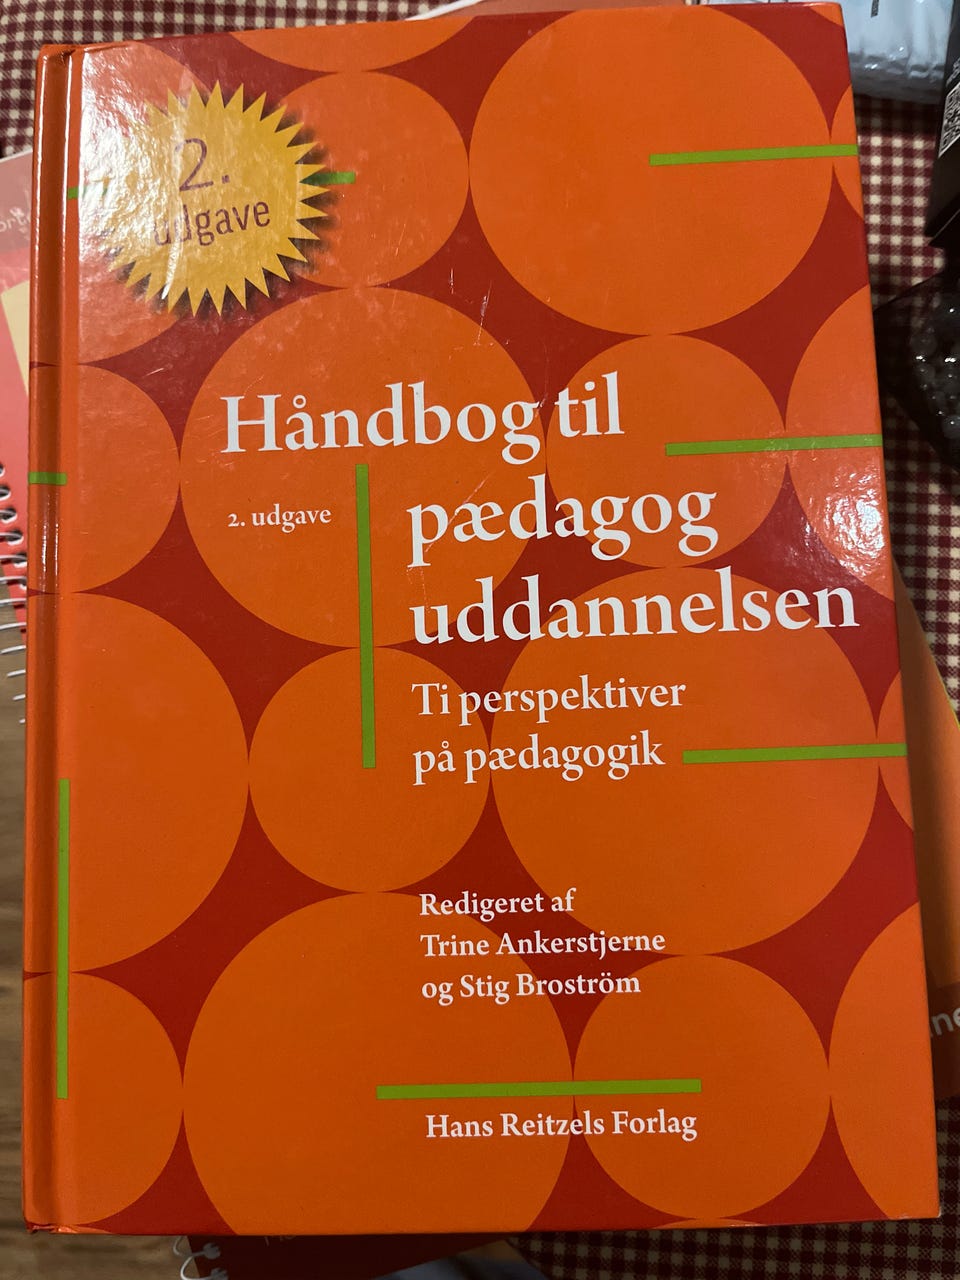 2.
udgave
Håndbog til
2. udgave
pædagog
uddannelsen
Ti perspektiver
på pædagogik
Redigeret af
Trine Ankerstjerne
og Stig Broström
Hans Reitzels Forlag